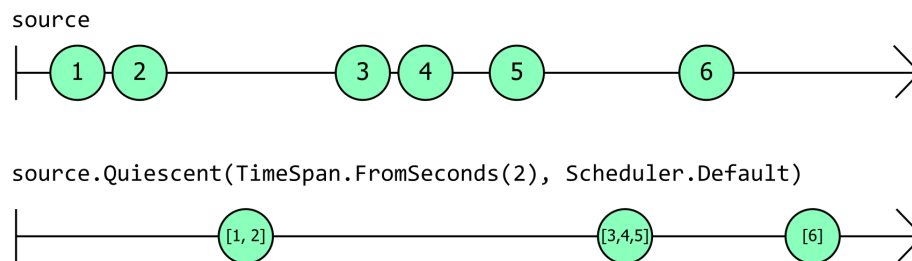 source
1 2 3 4 5 6
source.Quiescent(TimeSpan.FromSeconds(2), Scheduler.Default)
[1, 2] [3,4,5] [6]